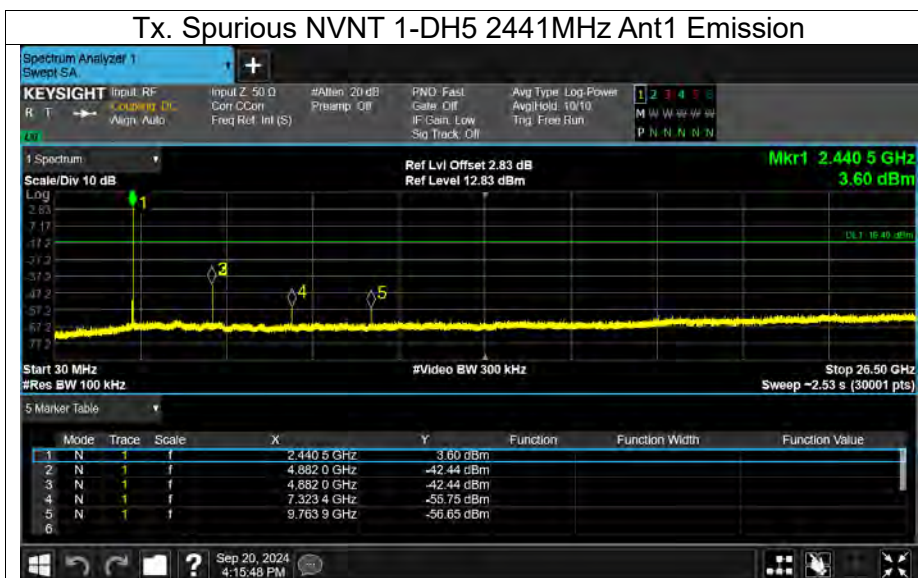 Tx. Spurious NVNT 1-DH5 2441MHz Ant1 Emission
Spectrum Analyzer 1
Swept SA
+
KEYSIGHT Input: RF Input Z: 50 Ω #Atten: 20 dB PNO: Fast Avg Type: Log-Power 1 2 3 4 5 6
R T Coupling: DC Corr CCorr Preamp: Off Gate: Off Avg|Hold: 10/10 M W W W W W
Align: Auto Freq Ref: Int (S) IF Gain: Low Trig: Free Run
Sig Track: Off P N N N N N
1 Spectrum
Ref Lvl Offset 2.83 dB Mkr1 2.440 5 GHz
Scale/Div 10 dB Ref Level 12.83 dBm 3.60 dBm
Log
1
2.83
-7.17
-17.2
-27.2
3
-37.2
4 5
-47.2
-57.2
-67.2
-77.2
Start 30 MHz #Video BW 300 kHz Stop 26.50 GHz
#Res BW 100 kHz Sweep ~2.53 s (30001 pts)
5 Marker Table
Mode Trace Scale X Y Function Function Width Function Value
1 N 1 f 2.440 5 GHz 3.60 dBm
2 N 1 f 4.882 0 GHz -42.44 dBm
3 N 1 f 4.882 0 GHz -42.44 dBm
4 N 1 f 7.323 4 GHz -55.75 dBm
5 N 1 f 9.763 9 GHz -56.65 dBm
6
?
Sep 20, 2024
4:15:48 PM